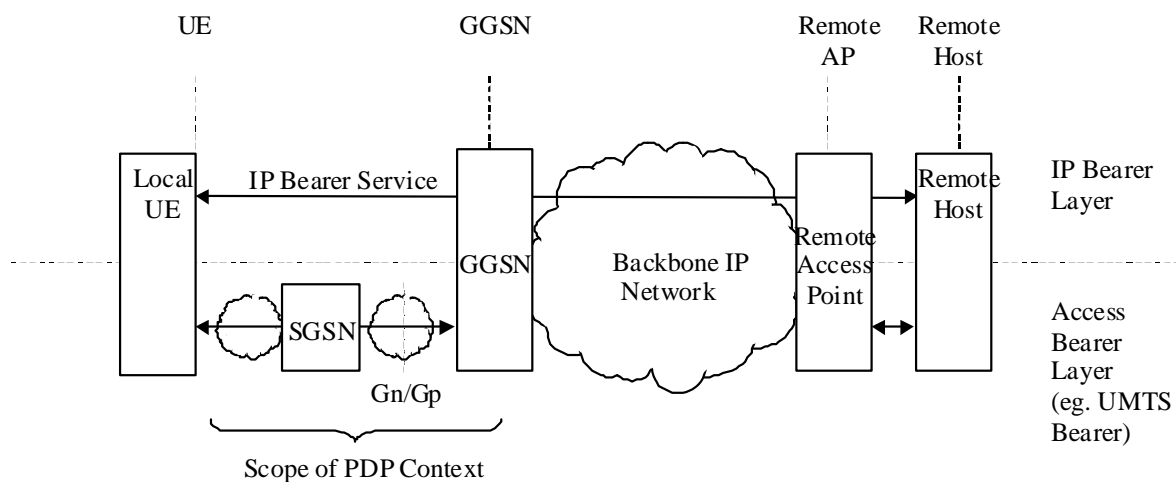 UE
GGSN
Remote
AP
Remote
Host
Local
UE
IP Bearer Service
GGSN
Backbone IP
Network
Remote
Access
Point
Remote
Host
IP Bearer
Layer
SGSN
Gn/Gp
Access
Bearer
Layer
(eg. UMTS
Bearer)
Scope of PDP Context